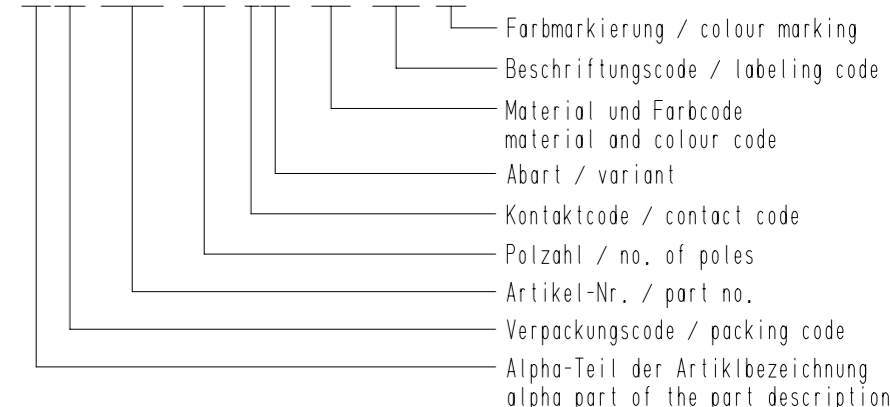 Farbmarkierung / colour marking
Beschriftungscode / labeling code
Material und Farbcode
material and colour code
Abart / variant
Kontaktcode / contact code
Polzahl / no. of poles
Artikel-Nr. / part no.
Verpackungscode / packing code
Alpha-Teil der Artiklbezeichnung
alpha part of the part description